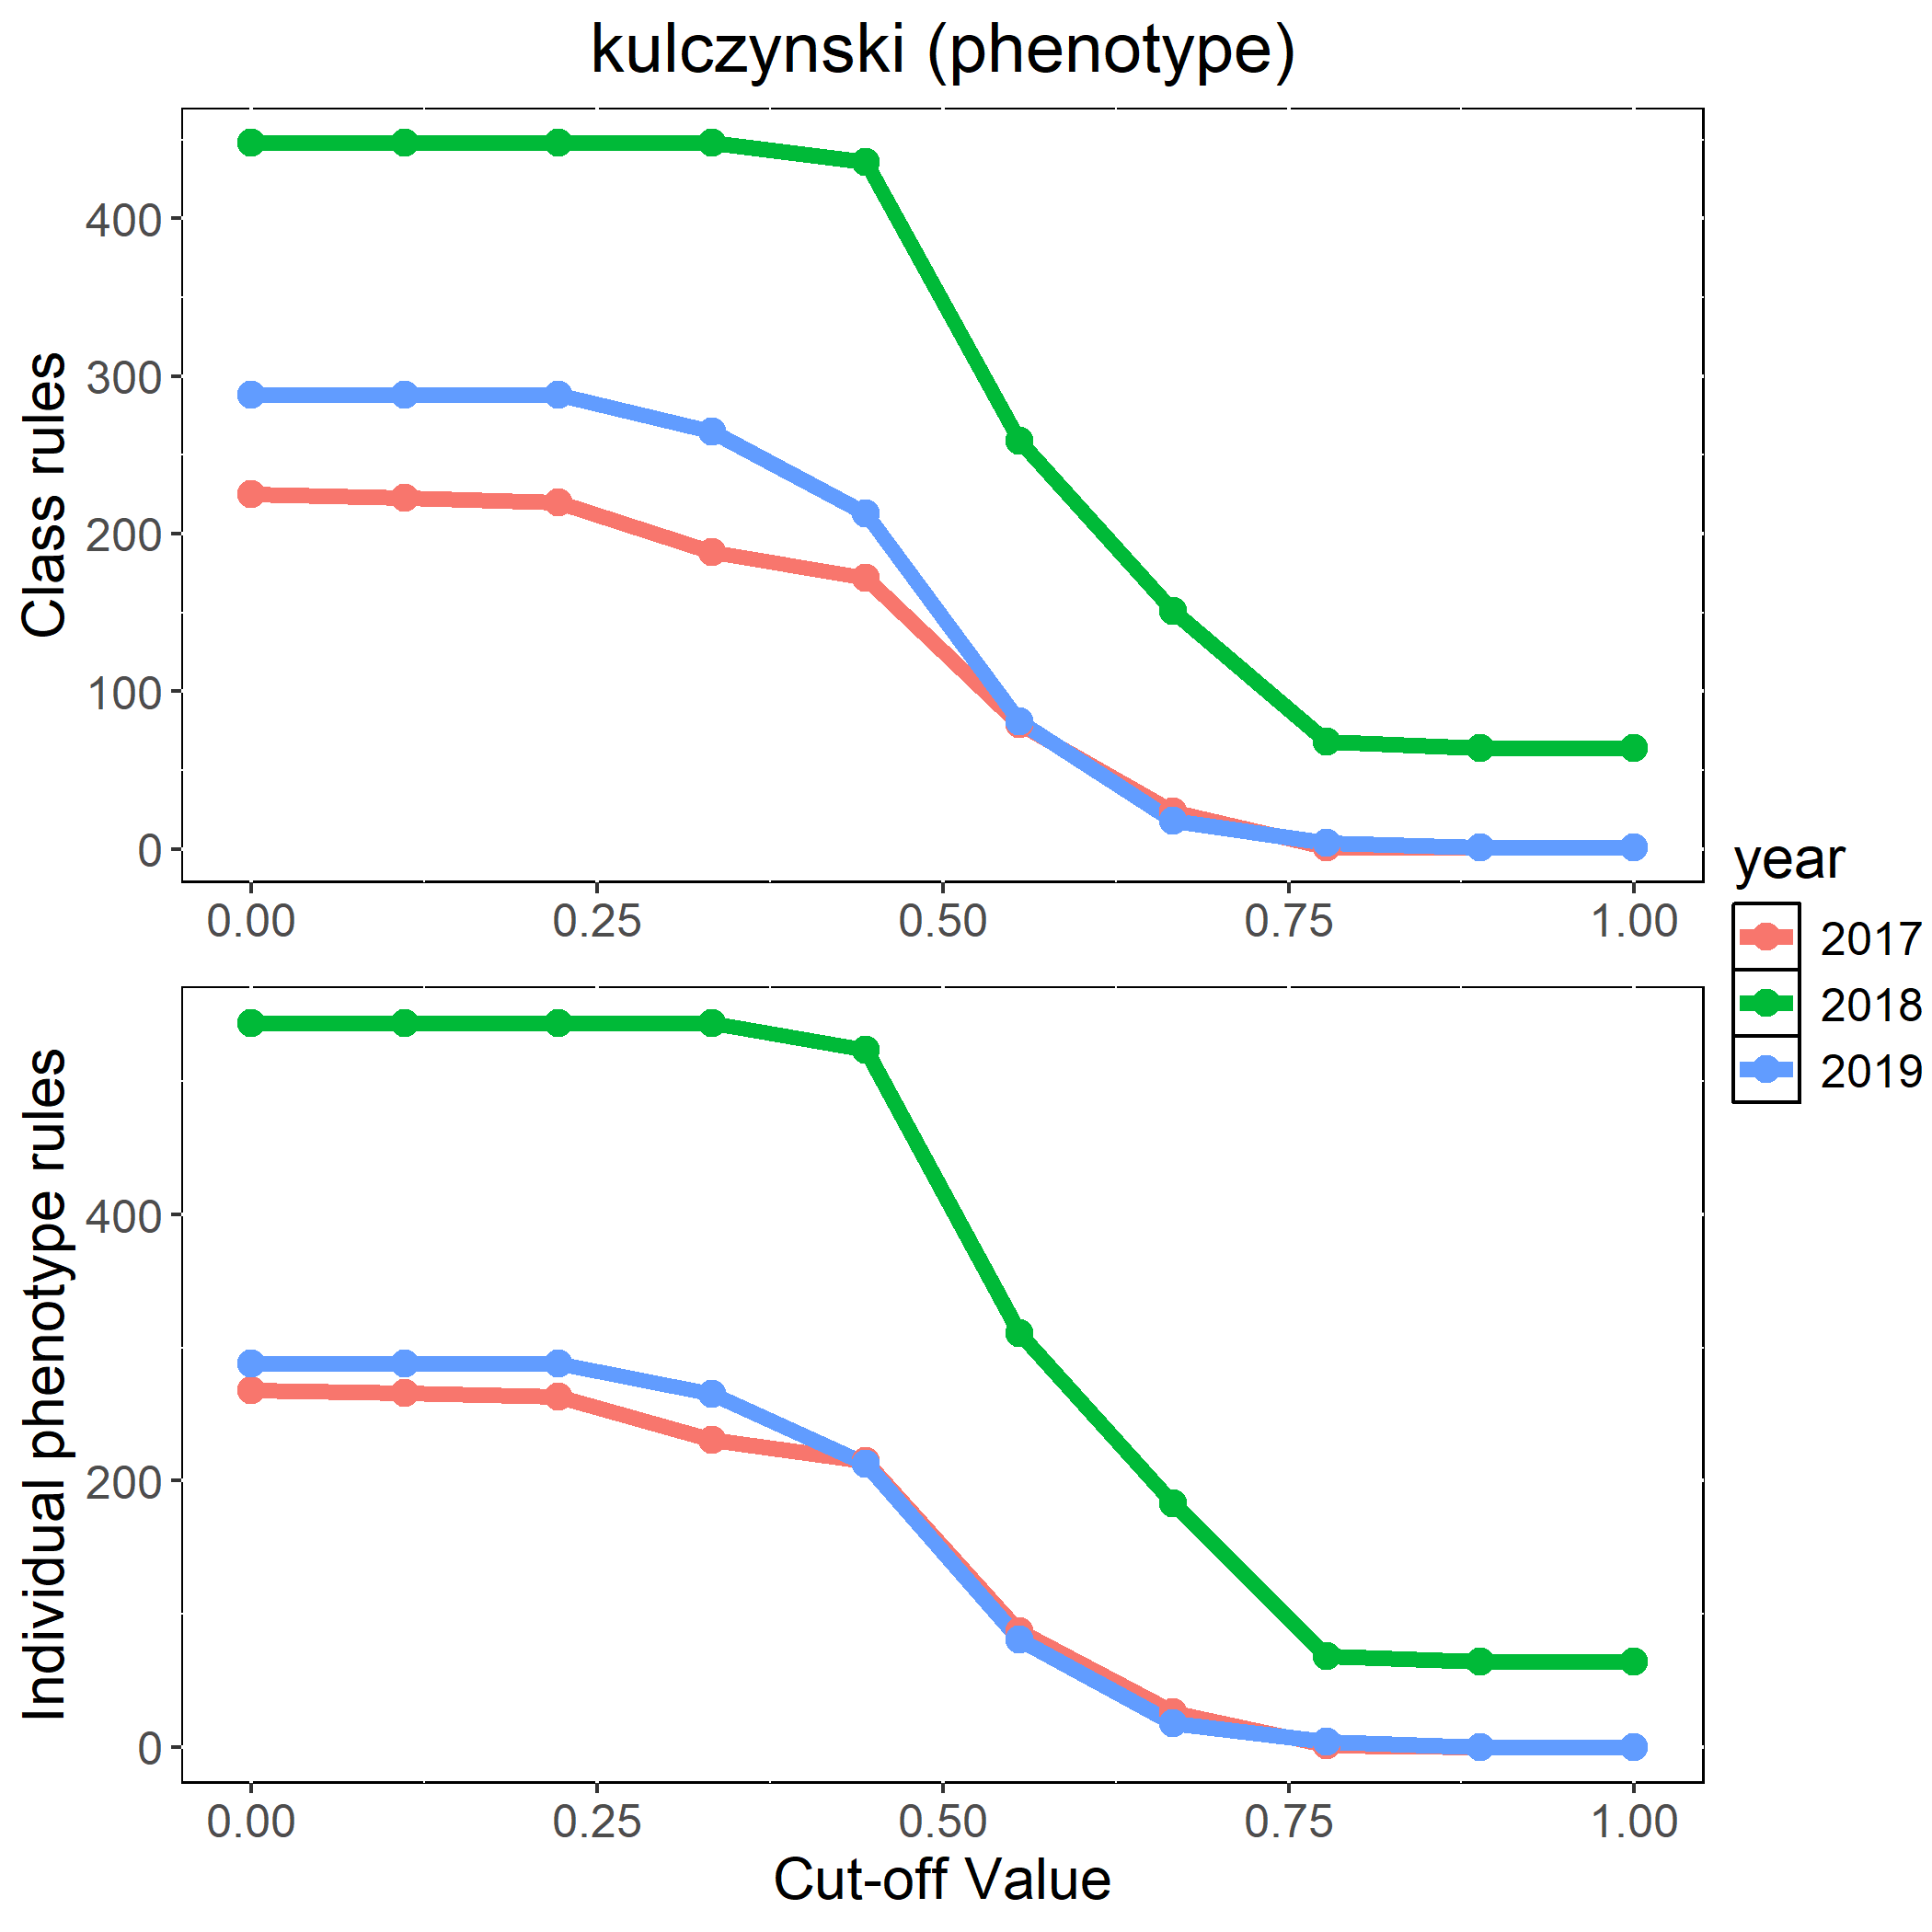 kulczynski (phenotype)
Class rules
400
300
200
100
0
0.00 0.25 0.50 0.75 1.00
year
2017
2018
2019
Individual phenotype rules
400
200
0
0.00 0.25 0.50 0.75 1.00
Cut-off Value